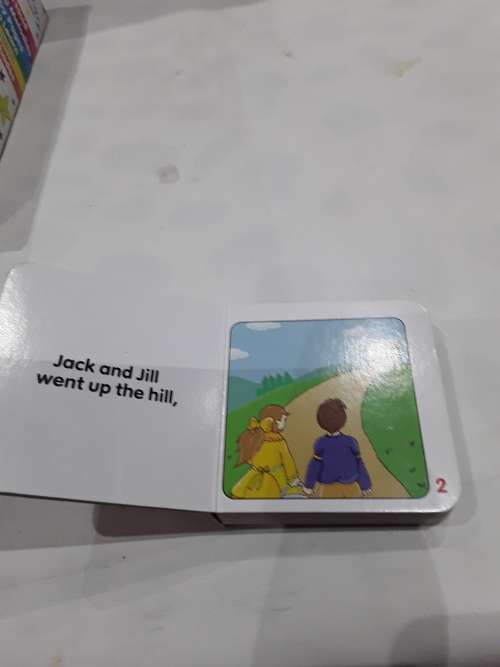 Jack and Jill
went up the hill,
2